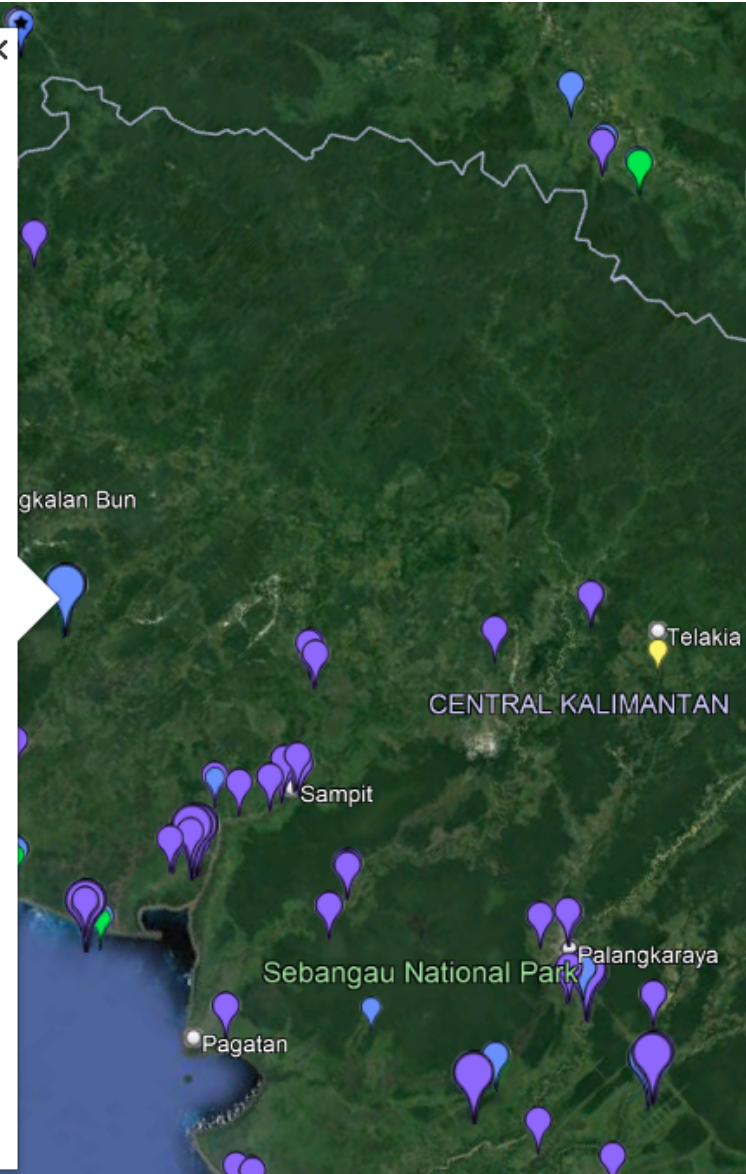 gkalan Bun
Telakia
CENTRAL KALIMANTAN
Sampit
Palangkaraya
Sebangau National Park
Pagatan